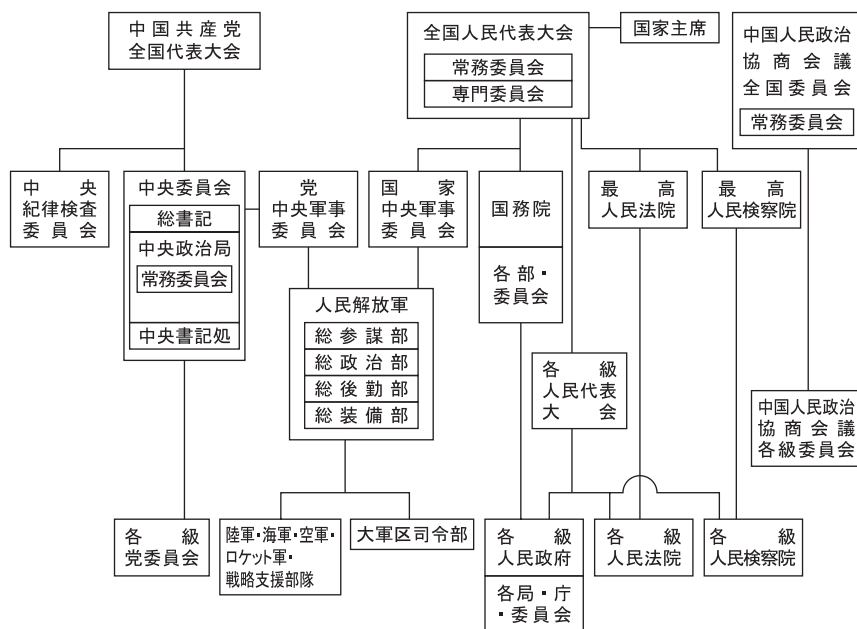 中国共産党
全国代表大会
全国人民代表大会
常務委員会
専門委員会
国家主席
中国人民政治
協商会議
全国委員会
常務委員会
中央
紀律検査
委員会
中央委員会
総書記
中央政治局
常務委員会
中央書記処
党
中央軍事
委員会
国家
中央軍事
委員会
国務院
各部・
委員会
最高
人民法院
最高
人民検察院
人民解放軍
総参謀部
総政治部
総後勤部
総装備部
各級
人民代表
大会
中国人民政治
協商会議
各級委員会
各級
党委員会
陸軍・海軍・空軍・
ロケット軍・
戦略支援部隊
大軍区司令部
各級
人民政府
各局・庁
・委員会
各級
人民法院
各級
人民検察院